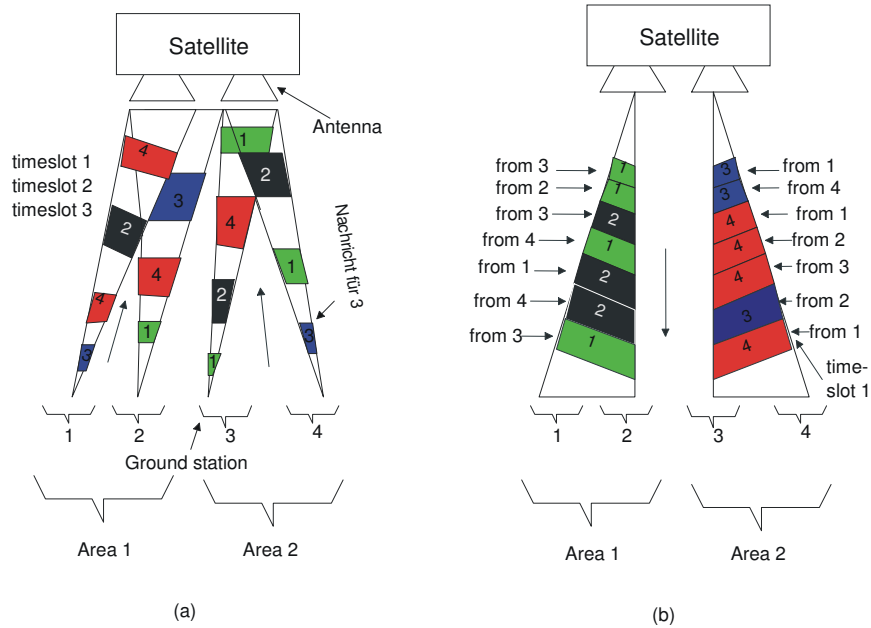 Satellite
Antenna
timeslot 1
timeslot 2
timeslot 3
4
1
3
2
2
4
Nachricht für 3
4
1
4
2
1
3
3
1
1
2
3
4
Ground station
Area 1
Area 2
(a)
Satellite
from 3
from 2
from 3
from 4
from 1
from 4
from 3
1
1
2
1
2
2
1
3
3
4
4
4
3
4
from 1
from 4
from 1
from 2
from 3
from 2
from 1
time-
slot 1
1
2
3
4
Area 1
Area 2
(b)